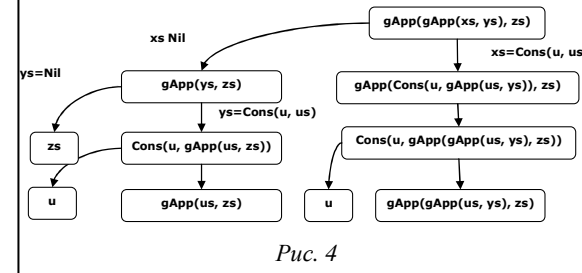 gApp(gApp(xs, ys), zs)
xs Nil
xs=Cons(u, us
ys=Nil
gApp(ys, zs)
gApp(Cons(u, gApp(us, ys)), zs)
ys=Cons(u, us)
zs
Cons(u, gApp(us, zs))
Cons(u, gApp(gApp(us, ys), zs))
u
gApp(us, zs)
u
gApp(gApp(us, ys), zs)
Рис. 4